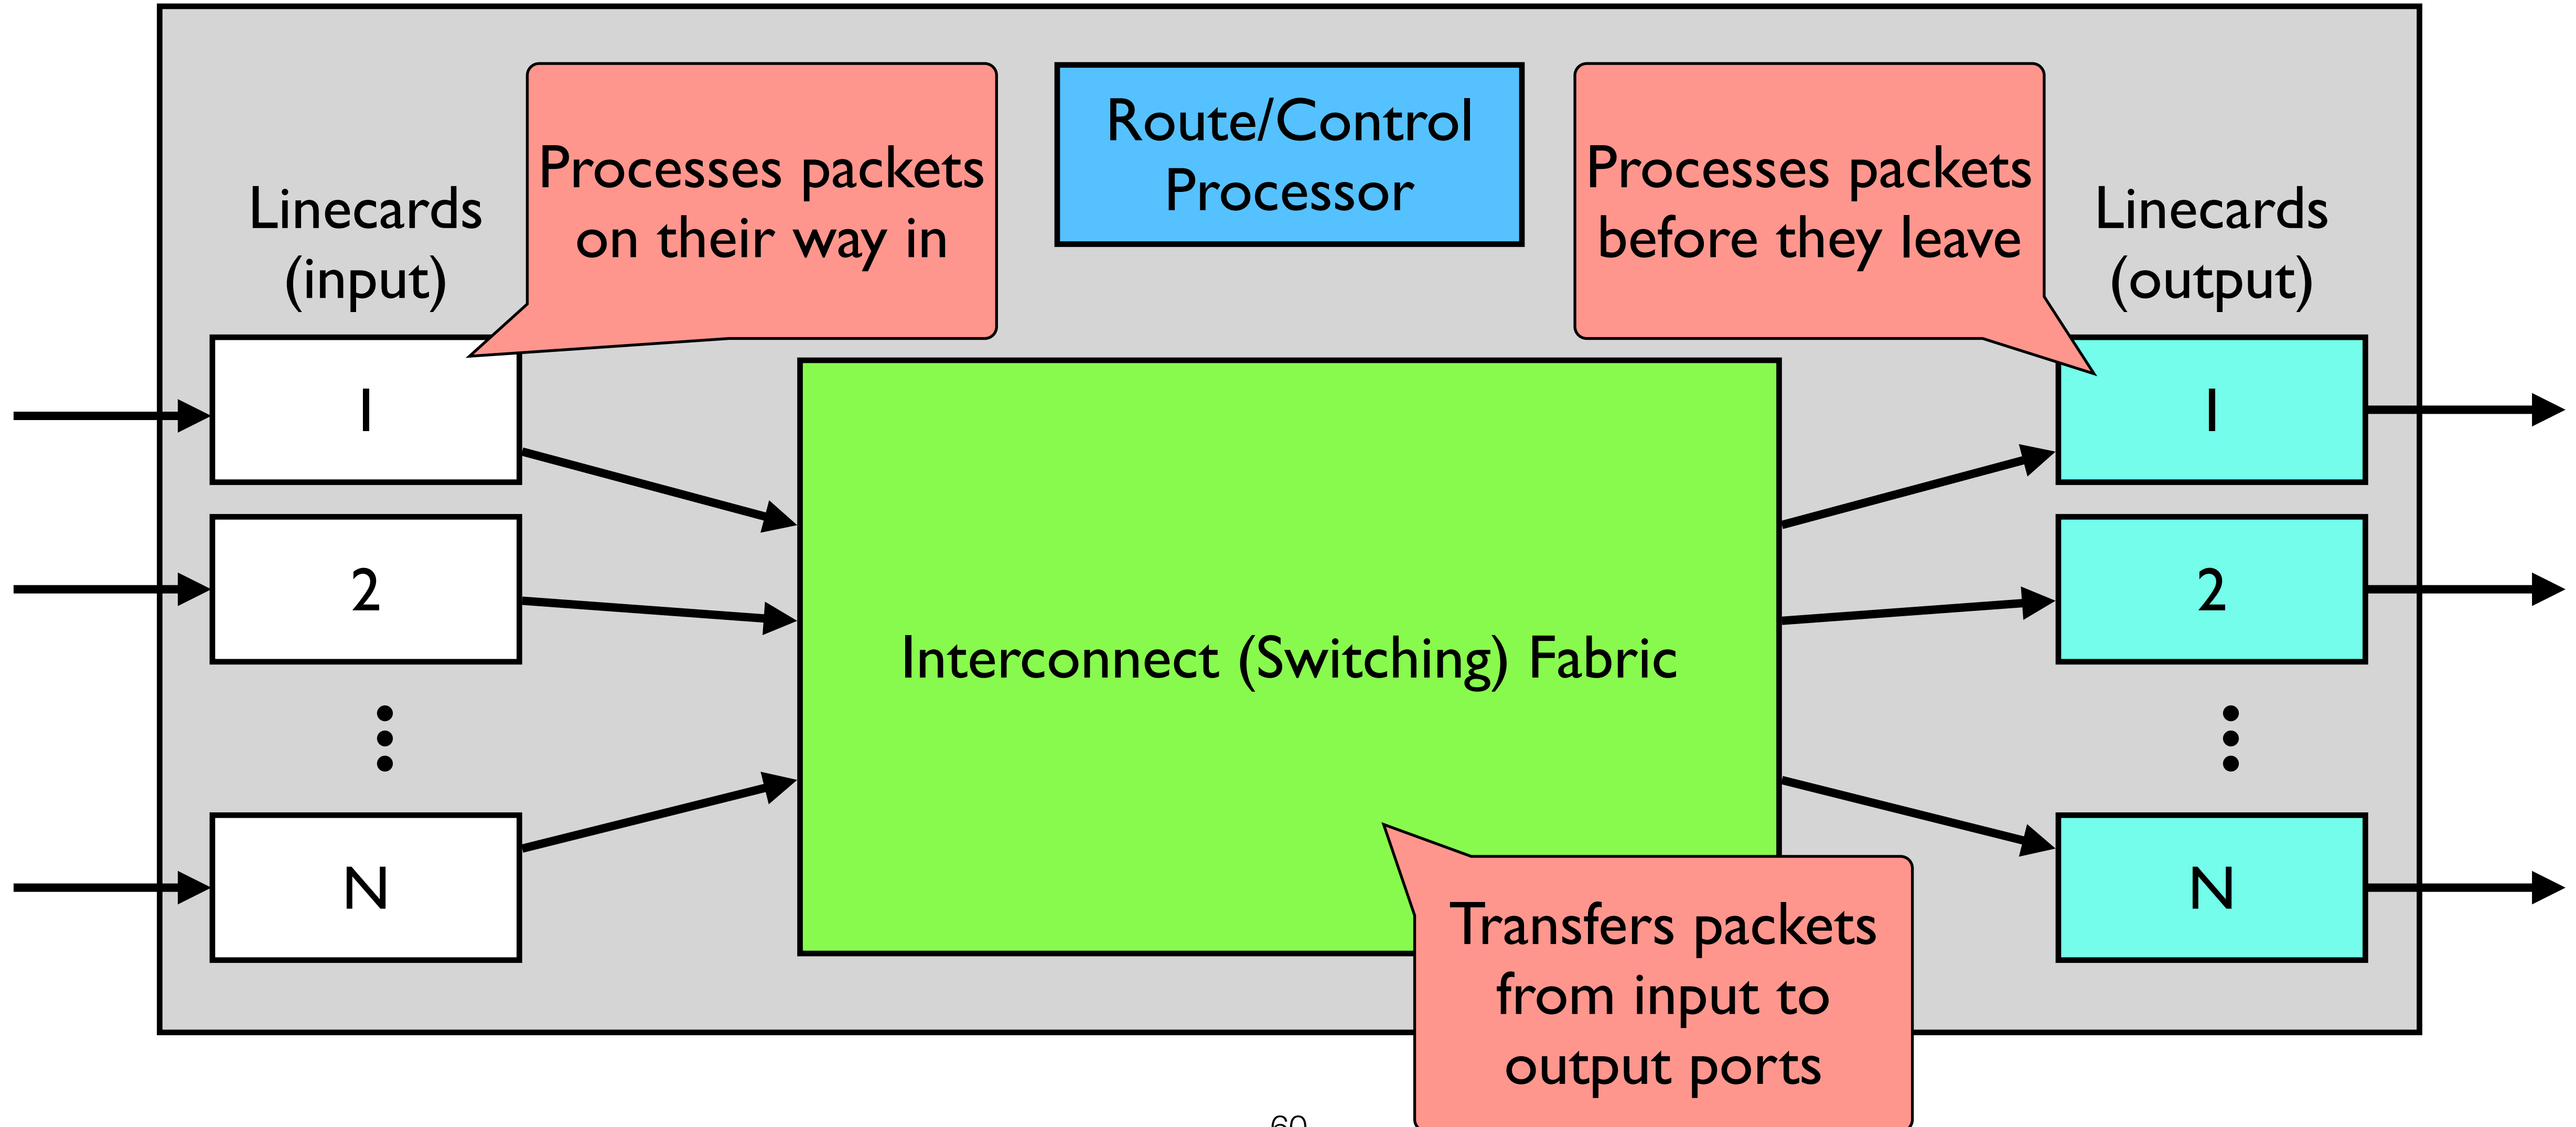 Linecards
(input)
Processes packets
on their way in
Route/Control
Processor
Processes packets
before they leave
Linecards
(output)
1
2
N
Interconnect (Switching) Fabric
1
2
N
Transfers packets
from input to
output ports
60